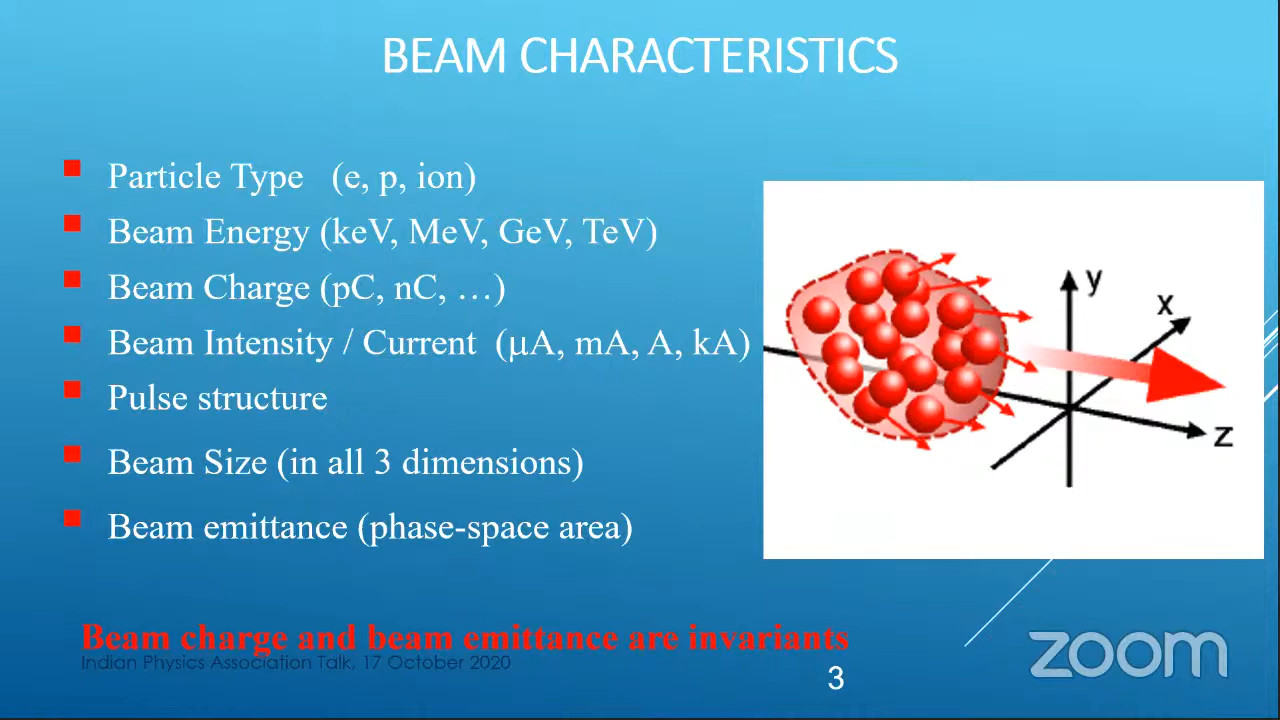 BEAM CHARACTERISTICS
Particle Type (e, p, ion)
Beam Energy (keV, MeV, GeV, TeV)
Beam Charge (pC, nC, …)
Beam Intensity / Current (μA, mA, A, kA)
Pulse structure
Beam Size (in all 3 dimensions)
Beam emittance (phase-space area)
y
x
z
Beam charge and beam emittance are invariants
Indian Physics Association Talk, 17 October 2020
3
zoom